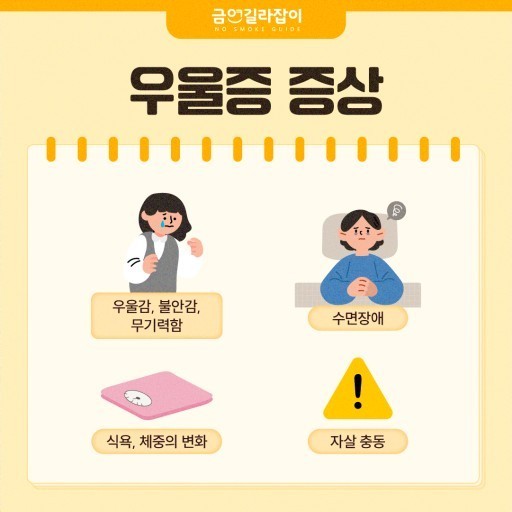 금연길라잡이
NO SMOKE GUIDE
우울증 증상
우울감, 불안감,
무기력함
수면장애
식욕, 체중의 변화
자살 충동